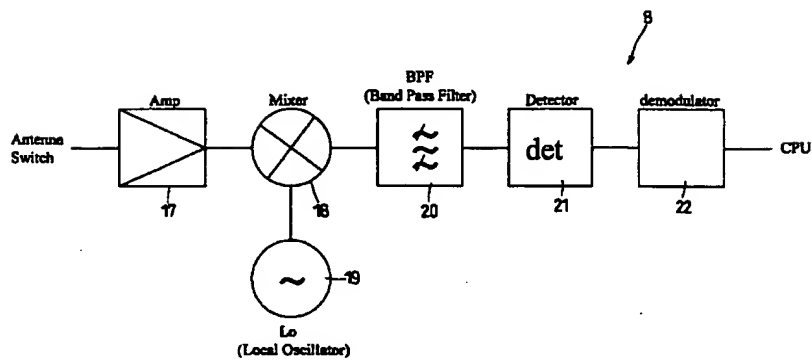 8
BPF
(Band Pass Filter)
Amp
Mixer
Detector
demodulator
Antenna
Switch
det
CPU
17
18
20
21
22
19
Lo
(Local Oscillator)